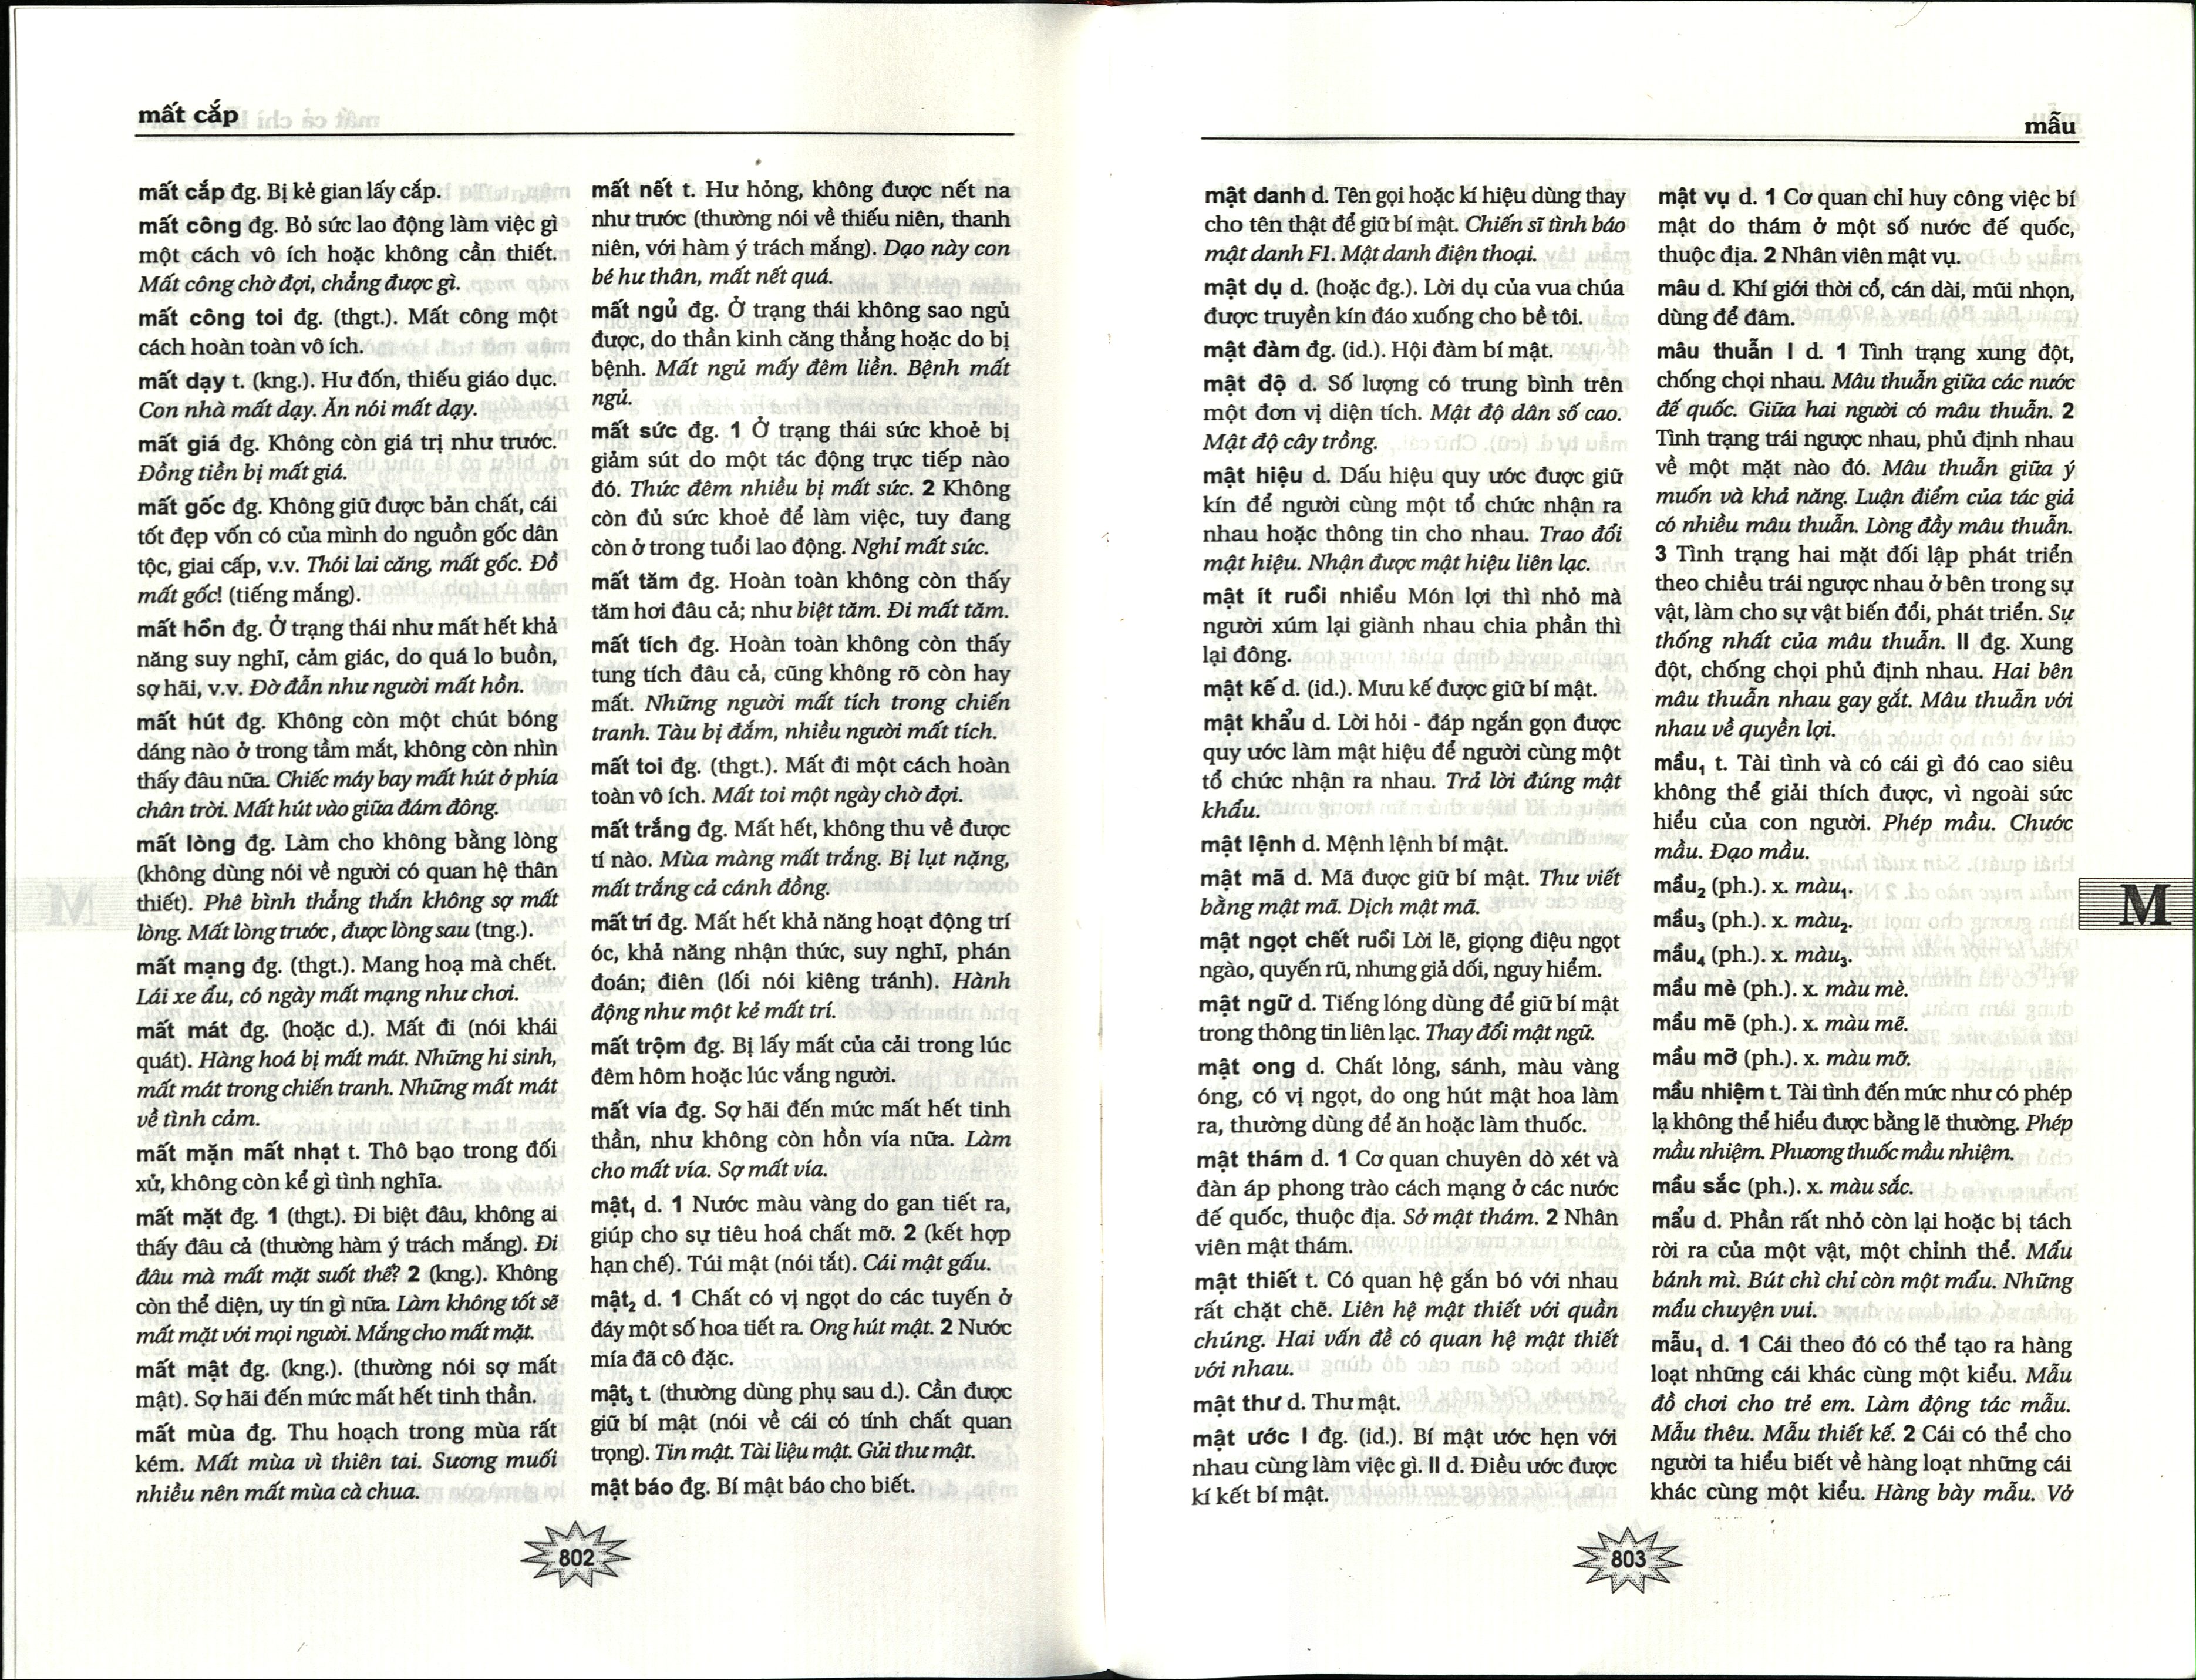 mất cắp
mất cắp đg. Bị kẻ gian lấy cắp.
mất công đg. Bỏ sức lao động làm việc gì
một cách vô ích hoặc không cần thiết.
Mất công chờ đợi, chẳng được gì.
mất công toi đg. (thgt.). Mất công một
cách hoàn toàn vô ích.
mất dạy t. (kng.). Hư đốn, thiếu giáo dục.
Con nhà mất dạy. Ăn nói mất dạy.
mất giá đg. Không còn giá trị như trước.
Đồng tiền bị mất giá.
mất gốc đg. Không giữ được bản chất, cái
tốt đẹp vốn có của mình do nguồn gốc dân
tộc, giai cấp, v.v. Thói lai căng, mất gốc. Đồ
mất gốc! (tiếng mắng).
mất hồn đg. Ở trạng thái như mất hết khả
năng suy nghĩ, cảm giác, do quá lo buồn,
sợ hãi, v.v. Đờ đẫn như người mất hồn.
mất hút đg. Không còn một chút bóng
dáng nào ở trong tầm mắt, không còn nhìn
thấy đâu nữa. Chiếc máy bay mất hút ở phía
chân trời. Mất hút vào giữa đám đông.
mất lòng đg. Làm cho không bằng lòng
(không dùng nói về người có quan hệ thân
thiết). Phê bình thẳng thắn không sợ mất
lòng. Mất lòng trước, được lòng sau (tng.).
mất mạng đg. (thgt.). Mang hoạ mà chết.
Lái xe ẩu, có ngày mất mạng như chơi.
mất mát đg. (hoặc d.). Mất đi (nói khái
quát). Hàng hoá bị mất mát. Những hi sinh,
mất mát trong chiến tranh. Những mất mát
về tình cảm.
mất mặn mất nhạt t. Thô bạo trong đối
xử, không còn kể gì tình nghĩa.
mất mặt đg. 1 (thgt.). Đi biệt đâu, không ai
thấy đâu cả (thường hàm ý trách mắng). Đi
đâu mà mất mặt suốt thế? 2 (kng.). Không
còn thể diện, uy tín gì nữa. Làm không tốt sẽ
mất mặt với mọi người. Mắng cho mất mặt.
mất mật đg. (kng.). (thường nói sợ mất
mật). Sợ hãi đến mức mất hết tinh thần.
mất mùa đg. Thu hoạch trong mùa rất
kém. Mất mùa vì thiên tai. Sương muối
nhiều nên mất mùa cà chua.
mất nết t. Hư hỏng, không được nết na
như trước (thường nói về thiếu niên, thanh
niên, với hàm ý trách mắng). Dạo này con
bé hư thân, mất nết quá.
mất ngủ đg. Ở trạng thái không sao ngủ
được, do thần kinh căng thẳng hoặc do bị
bệnh. Mất ngủ mấy đêm liền. Bệnh mất
ngủ.
mất sức đg. 1 Ở trạng thái sức khoẻ bị
giảm sút do một tác động trực tiếp nào
đó. Thức đêm nhiều bị mất sức. 2 Không
còn đủ sức khoẻ để làm việc, tuy đang
còn ở trong tuổi lao động. Nghỉ mất sức.
mất tăm đg. Hoàn toàn không còn thấy
tăm hơi đâu cả; như biệt tăm. Đi mất tăm.
mất tích đg. Hoàn toàn không còn thấy
tung tích đâu cả, cũng không rõ còn hay
mất. Những người mất tích trong chiến
tranh. Tàu bị đắm, nhiều người mất tích.
mất toi đg. (thgt.). Mất đi một cách hoàn
toàn vô ích. Mất toi một ngày chờ đợi.
mất trắng đg. Mất hết, không thu về được
tí nào. Mùa màng mất trắng. Bị lụt nặng,
mất trắng cả cánh đồng.
mất trí đg. Mất hết khả năng hoạt động trí
óc, khả năng nhận thức, suy nghĩ, phán
đoán; điên (lối nói kiêng tránh). Hành
động như một kẻ mất trí.
mất trộm đg. Bị lấy mất của cải trong lúc
đêm hôm hoặc lúc vắng người.
mất vía đg. Sợ hãi đến mức mất hết tinh
thần, như không còn hồn vía nữa. Làm
cho mất vía. Sợ mất vía.
mật₁ d. 1 Nước màu vàng do gan tiết ra,
giúp cho sự tiêu hoá chất mỡ. 2 (kết hợp
hạn chế). Túi mật (nói tắt). Cái mật gấu.
mật₂ d. 1 Chất có vị ngọt do các tuyến ở
đáy một số hoa tiết ra. Ong hút mật. 2 Nước
mía đã cô đặc.
mật₃ t. (thường dùng phụ sau d.). Cần được
giữ bí mật (nói về cái có tính chất quan
trọng). Tin mật. Tài liệu mật. Gửi thư mật.
mật báo đg. Bí mật báo cho biết.
802
mẫu
mật danh d. Tên gọi hoặc kí hiệu dùng thay
cho tên thật để giữ bí mật. Chiến sĩ tình báo
mật danh F1. Mật danh điện thoại.
mật dụ d. (hoặc đg.). Lời dụ của vua chúa
được truyền kín đáo xuống cho bề tôi.
mật đàm đg. (id.). Hội đàm bí mật.
mật độ d. Số lượng có trung bình trên
một đơn vị diện tích. Mật độ dân số cao.
Mật độ cây trồng.
mật hiệu d. Dấu hiệu quy ước được giữ
kín để người cùng một tổ chức nhận ra
nhau hoặc thông tin cho nhau. Trao đổi
mật hiệu. Nhận được mật hiệu liên lạc.
mật ít ruồi nhiều Món lợi thì nhỏ mà
người xúm lại giành nhau chia phần thì
lại đông.
mật kế d. (id.). Mưu kế được giữ bí mật.
mật khẩu d. Lời hỏi - đáp ngắn gọn được
quy ước làm mật hiệu để người cùng một
tổ chức nhận ra nhau. Trả lời đúng mật
khẩu.
mật lệnh d. Mệnh lệnh bí mật.
mật mã d. Mã được giữ bí mật. Thư viết
bằng mật mã. Dịch mật mã.
mật ngọt chết ruồi Lời lẽ, giọng điệu ngọt
ngào, quyến rũ, nhưng giả dối, nguy hiểm.
mật ngữ d. Tiếng lóng dùng để giữ bí mật
trong thông tin liên lạc. Thay đổi mật ngữ.
mật ong d. Chất lỏng, sánh, màu vàng
óng, có vị ngọt, do ong hút mật hoa làm
ra, thường dùng để ăn hoặc làm thuốc.
mật thám d. 1 Cơ quan chuyên dò xét và
đàn áp phong trào cách mạng ở các nước
đế quốc, thuộc địa. Sở mật thám. 2 Nhân
viên mật thám.
mật thiết t. Có quan hệ gắn bó với nhau
rất chặt chẽ. Liên hệ mật thiết với quần
chúng. Hai vấn đề có quan hệ mật thiết
với nhau.
mật thư d. Thư mật.
mật ước I đg. (id.). Bí mật ước hẹn với
nhau cùng làm việc gì. II d. Điều ước được
kí kết bí mật.
mật vụ d. 1 Cơ quan chỉ huy công việc bí
mật do thám ở một số nước đế quốc,
thuộc địa. 2 Nhân viên mật vụ.
mâu d. Khí giới thời cổ, cán dài, mũi nhọn,
dùng để đâm.
mâu thuẫn I d. 1 Tình trạng xung đột,
chống chọi nhau. Mâu thuẫn giữa các nước
đế quốc. Giữa hai người có mâu thuẫn. 2
Tình trạng trái ngược nhau, phủ định nhau
về một mặt nào đó. Mâu thuẫn giữa ý
muốn và khả năng. Luận điểm của tác giả
có nhiều mâu thuẫn. Lòng đầy mâu thuẫn.
3 Tình trạng hai mặt đối lập phát triển
theo chiều trái ngược nhau ở bên trong sự
vật, làm cho sự vật biến đổi, phát triển. Sự
thống nhất của mâu thuẫn. II đg. Xung
đột, chống chọi phủ định nhau. Hai bên
mâu thuẫn nhau gay gắt. Mâu thuẫn với
nhau về quyền lợi.
mầu₁ t. Tài tình và có cái gì đó cao siêu
không thể giải thích được, vì ngoài sức
hiểu của con người. Phép mầu. Chước
mầu. Đạo mầu.
mầu₂ (ph.). x. màu₁.
mầu₃ (ph.). x. màu₂.
mầu₄ (ph.). x. màu₃.
mầu mè (ph.). x. màu mè.
mầu mẽ (ph.). x. màu mẽ.
mầu mỡ (ph.). x. màu mỡ.
mầu nhiệm t. Tài tình đến mức như có phép
lạ không thể hiểu được bằng lẽ thường. Phép
mầu nhiệm. Phương thuốc mầu nhiệm.
mầu sắc (ph.). x. màu sắc.
mẩu d. Phần rất nhỏ còn lại hoặc bị tách
rời ra của một vật, một chỉnh thể. Mẩu
bánh mì. Bút chì chỉ còn một mẩu. Những
mẩu chuyện vui.
mẫu₁ d. 1 Cái theo đó có thể tạo ra hàng
loạt những cái khác cùng một kiểu. Mẫu
đồ chơi cho trẻ em. Làm động tác mẫu.
Mẫu thêu. Mẫu thiết kế. 2 Cái có thể cho
người ta hiểu biết về hàng loạt những cái
khác cùng một kiểu. Hàng bày mẫu. Vở
M
803